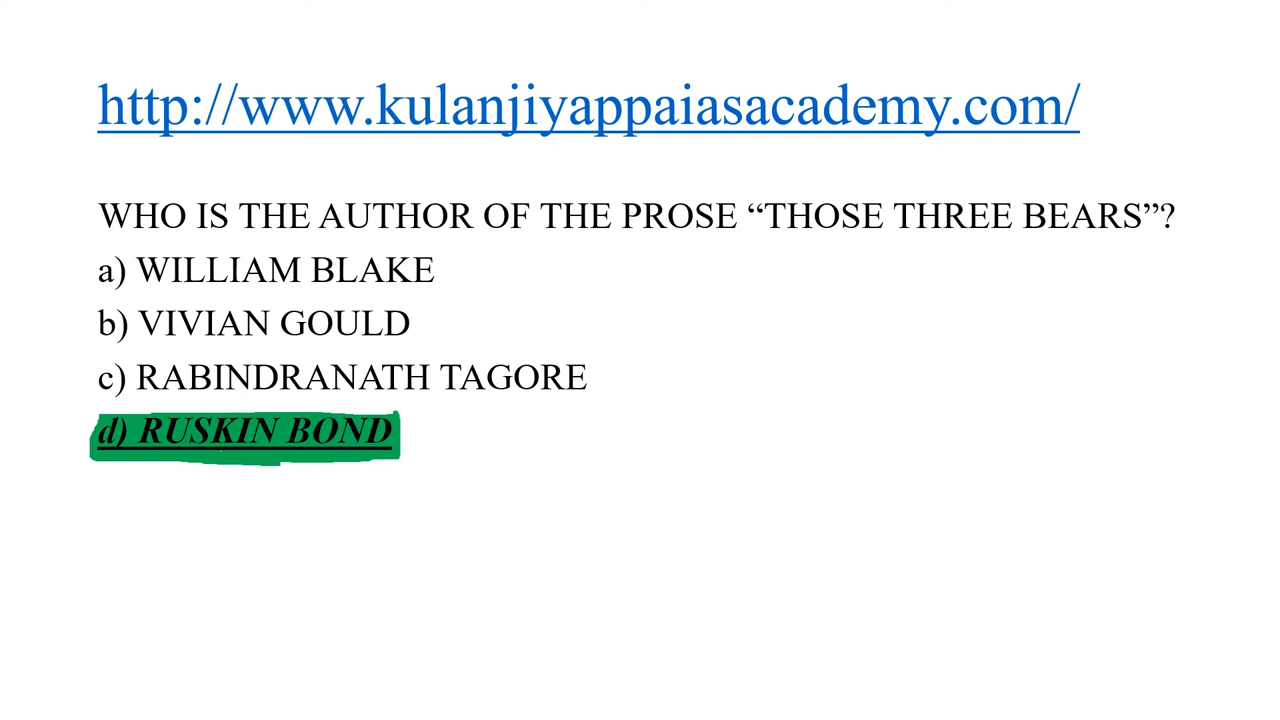 http://www.kulanjiyappaiasacademy.com/
WHO IS THE AUTHOR OF THE PROSE “THOSE THREE BEARS”?
a) WILLIAM BLAKE
b) VIVIAN GOULD
c) RABINDRANATH TAGORE
d) RUSKIN BOND